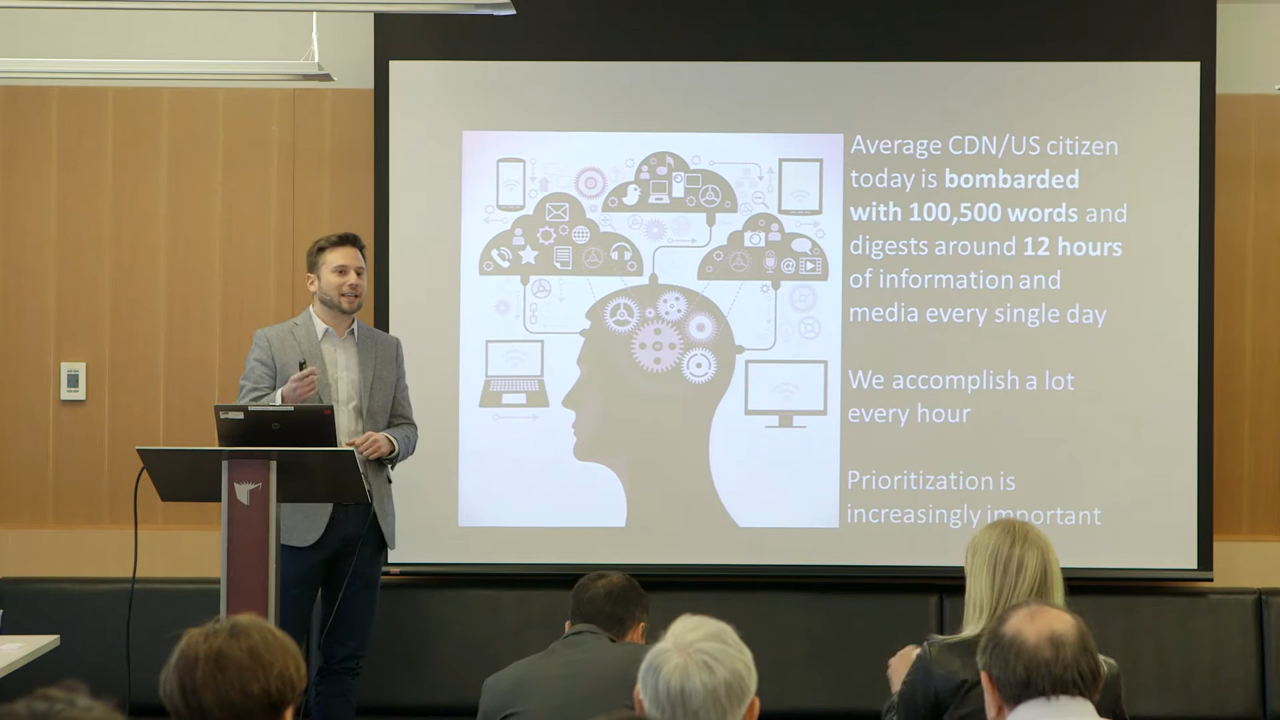 Average CDN/US citizen
today is bombarded
with 100,500 words and
digests around 12 hours
of information and
media every single day
We accomplish a lot
every hour
Prioritization is
increasingly important